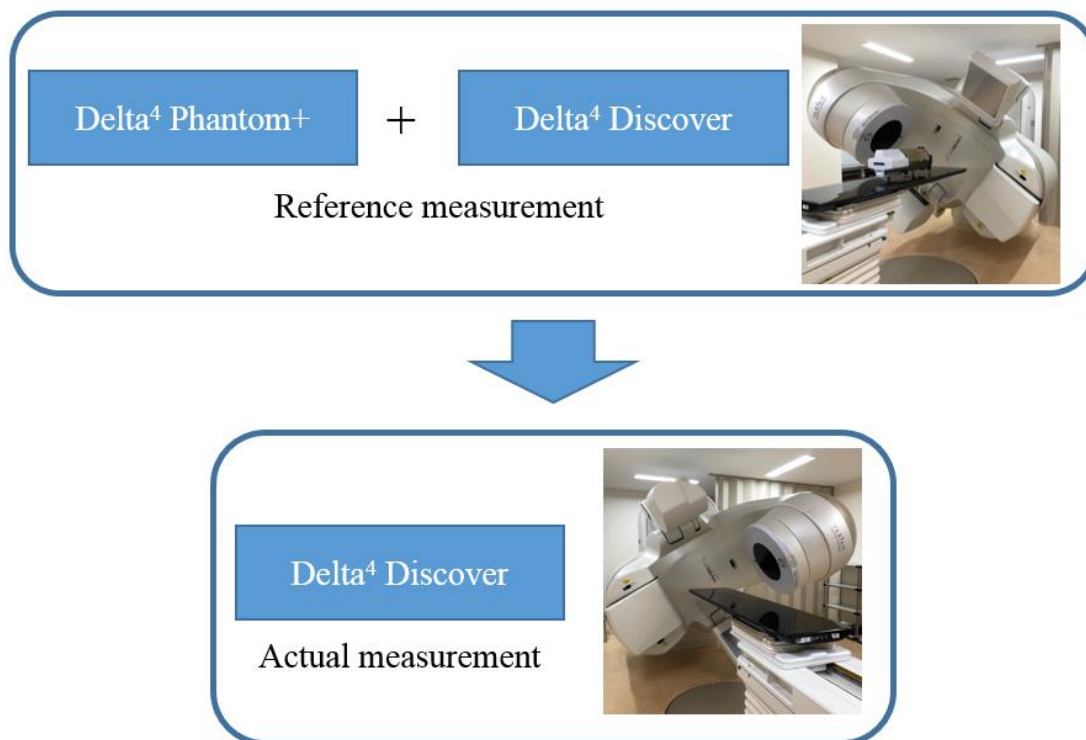 Delta⁴ Phantom+
+
Delta⁴ Discover
Reference measurement
Delta⁴ Discover
Actual measurement